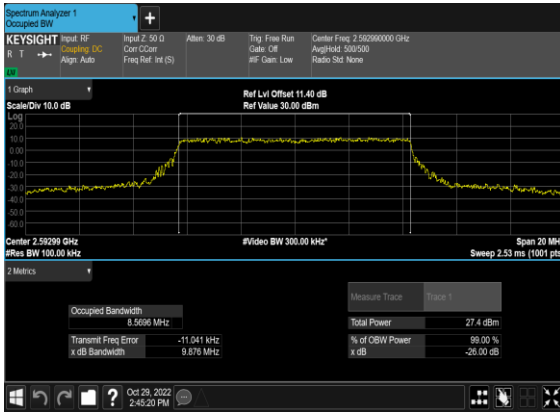 Spectrum Analyzer 1
Occupied BW
KEYSIGHT
R T
LXI
Input: RF
Coupling: DC
Align: Auto
Input Z: 50 Ω
Corr CCorr
Freq Ref: Int (S)
Atten: 30 dB
Trig: Free Run
Gate: Off
#IF Gain: Low
Center Freq: 2.592990000 GHz
Avg|Hold: 500/500
Radio Std: None
1 Graph
Scale/Div 10.0 dB
Ref Lvl Offset 11.40 dB
Ref Value 30.00 dBm
Log
20.0
10.0
0.00
-10.0
-20.0
-30.0
-40.0
-50.0
-60.0
Center 2.59299 GHz
#Res BW 100.00 kHz
#Video BW 300.00 kHz*
Span 20 MH
Sweep 2.53 ms (1001 pts
2 Metrics
Measure Trace
Trace 1
Occupied Bandwidth
8.5696 MHz
Total Power
27.4 dBm
Transmit Freq Error
-11.041 kHz
% of OBW Power
99.00 %
x dB Bandwidth
9.676 MHz
x dB
-26.00 dB
?
Oct 29, 2022
2:45:20 PM